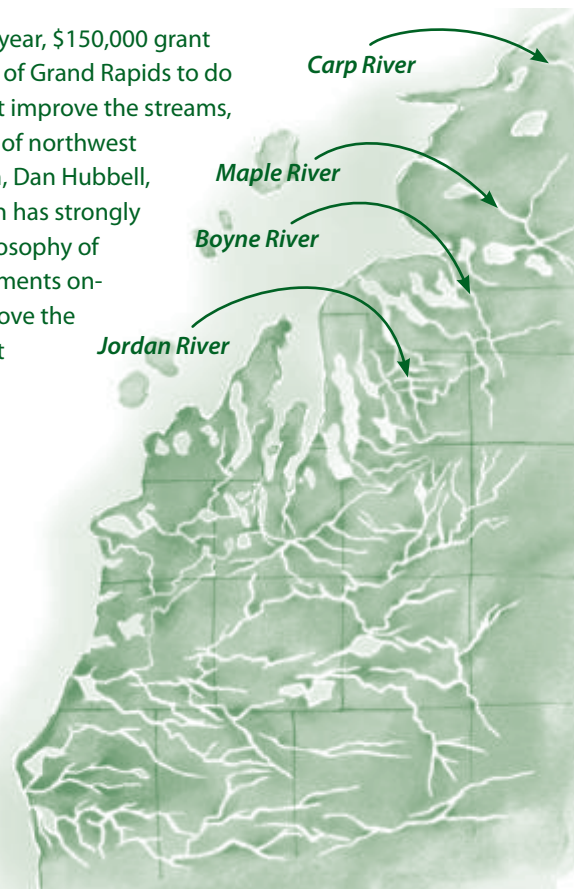 year, $150,000 grant
of Grand Rapids to do
t improve the streams,
of northwest
, Dan Hubbell,
n has strongly
osophy of
ments on-
ove the
t
Carp River
Maple River
Boyne River
Jordan River